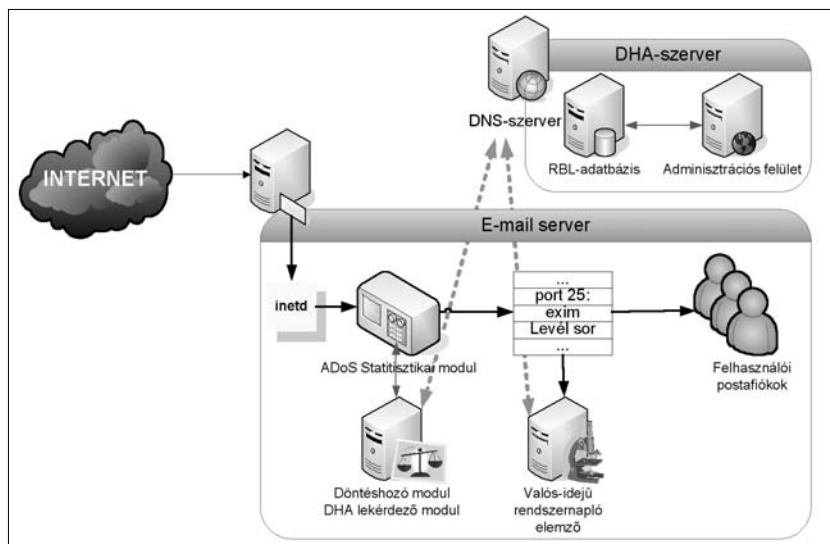 DHA-szerver
DNS-szerver
RBL-adatbázis
Adminisztrációs felület
INTERNET
E-mail server
inetd
ADoS Statitisztikai modul
...
port 25:
exim
Levél sor
...
Felhasználói
postafiókok
Döntéshozó modul
DHA lekérdező modul
Valós-idejű
rendszernapló
elemző